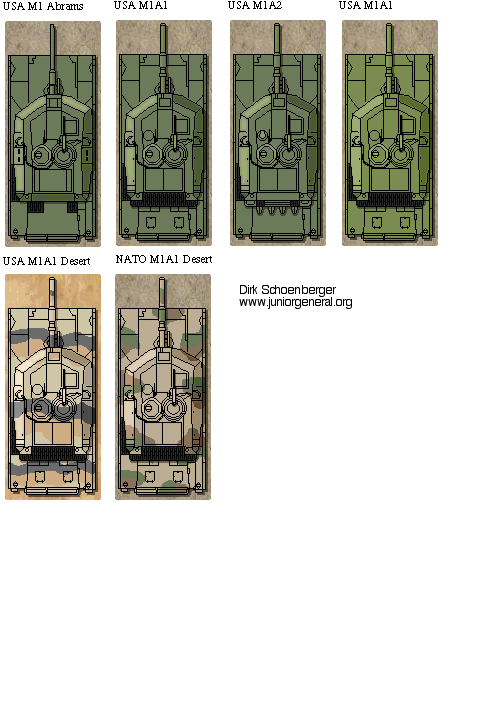 USA M1 Abrams
USA M1A1
USA M1A2
USA M1A1
USA M1A1 Desert
NATO M1A1 Desert
Dirk Schoenberger
www.juniorgeneral.org